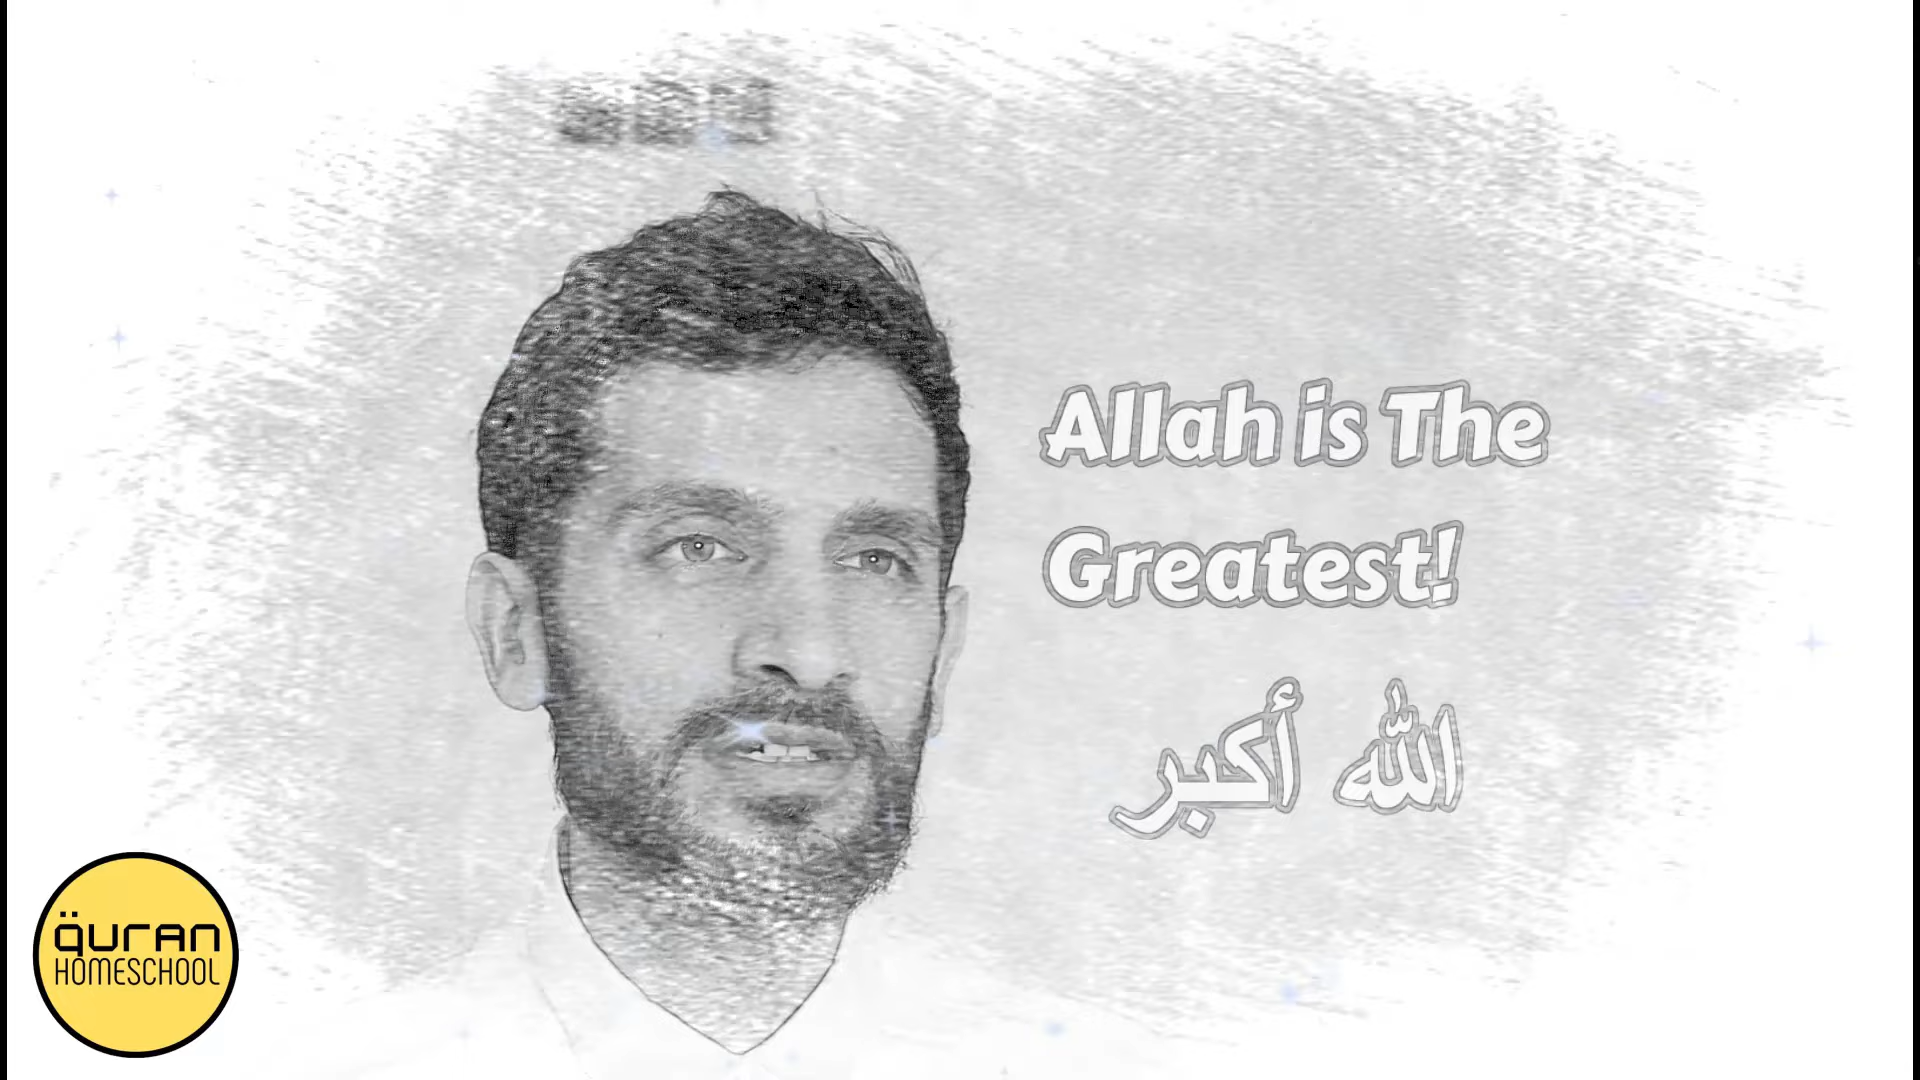 Allah is The
Greatest!
الله أكبر
QURAN
HOMESCHOOL